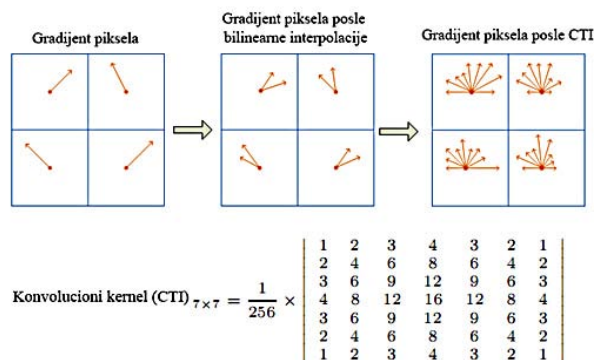 Gradijent piksela
Gradijent piksela posle
bilinearne interpolacije
Gradijent piksela posle CTI
Konvolucioni kernel (CTI) 7×7 = 1/256 ×
1 2 3 4 3 2 1
2 4 6 8 6 4 2
3 6 9 12 9 6 3
4 8 12 16 12 8 4
3 6 9 12 9 6 3
2 4 6 8 6 4 2
1 2 3 4 3 2 1